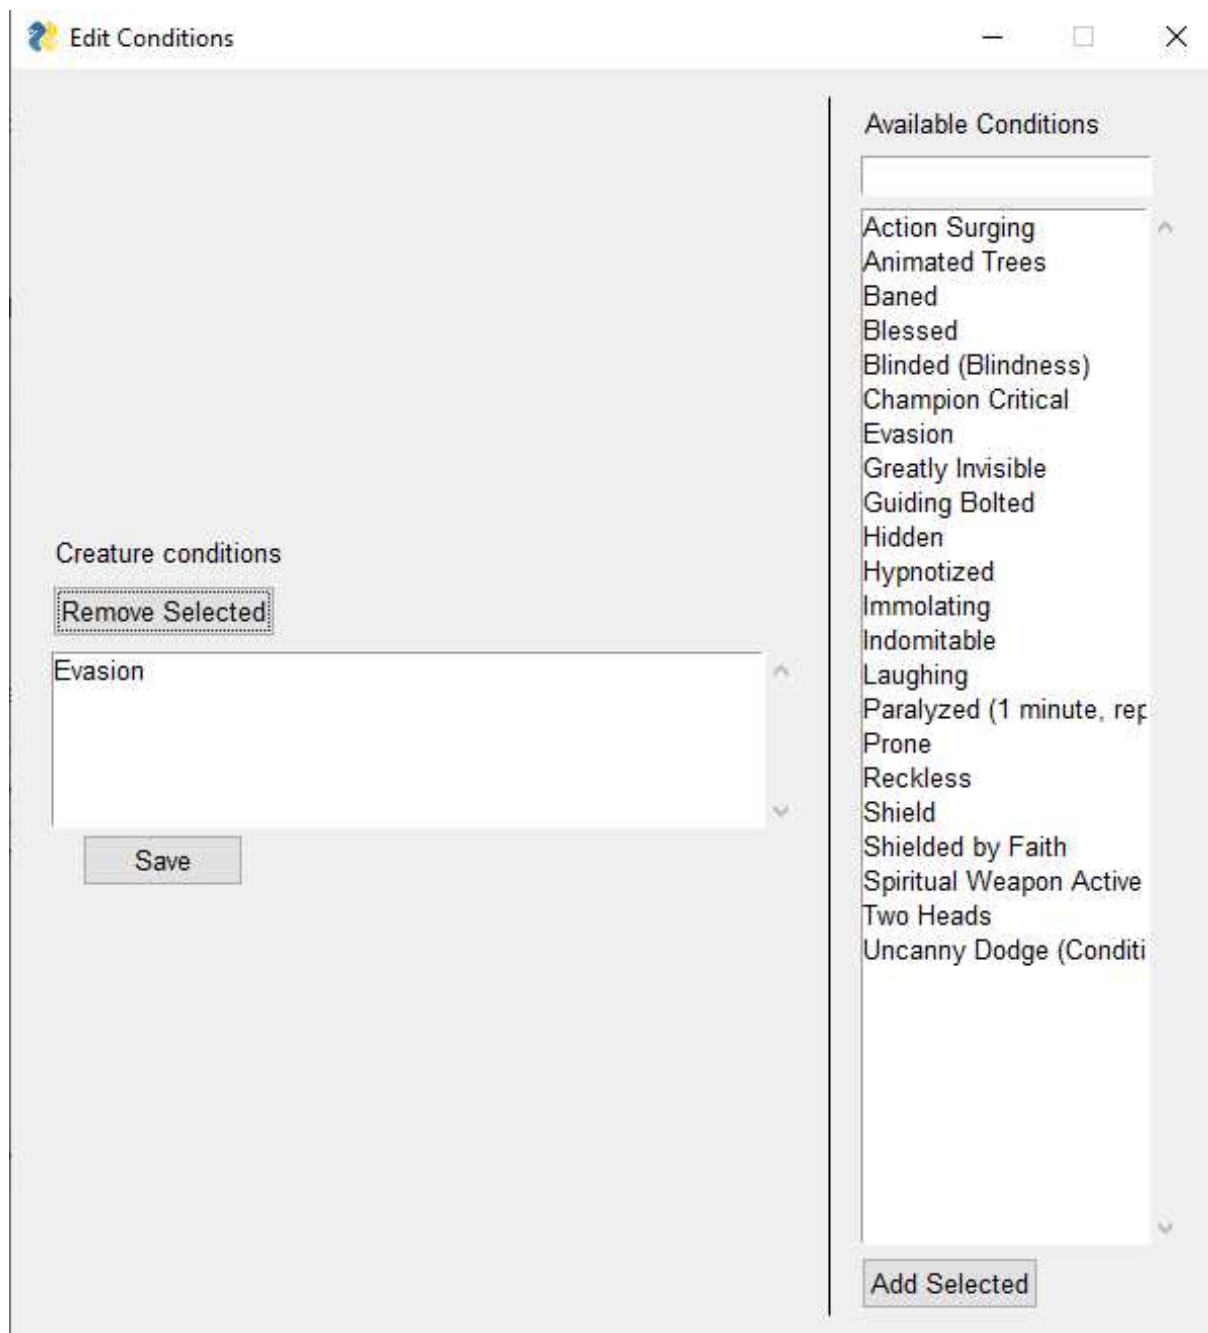 Edit Conditions
Creature conditions
Remove Selected
Evasion
Save
Available Conditions
Action Surging
Animated Trees
Baned
Blessed
Blinded (Blindness)
Champion Critical
Evasion
Greatly Invisible
Guiding Bolted
Hidden
Hypnotized
Immolating
Indomitable
Laughing
Paralyzed (1 minute, rep
Prone
Reckless
Shield
Shielded by Faith
Spiritual Weapon Active
Two Heads
Uncanny Dodge (Conditi
Add Selected